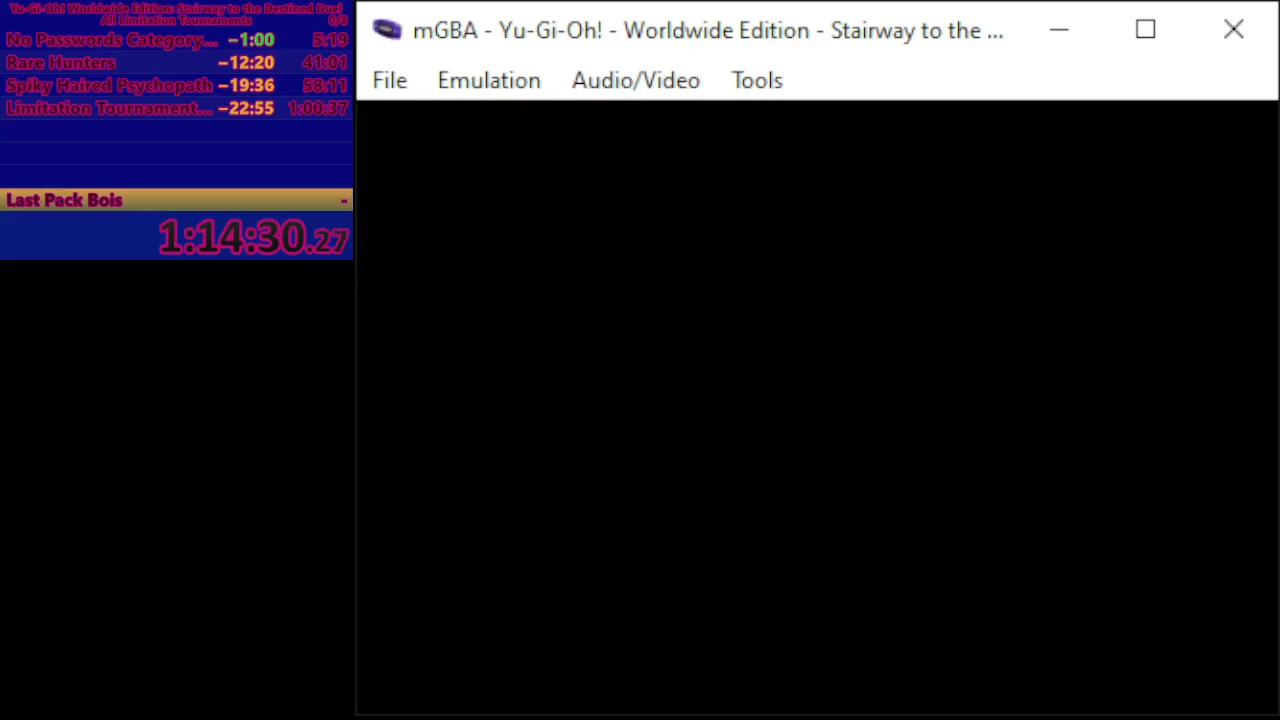 Yu-Gi-Oh! Worldwide Edition: Stairway to the Destined Duel
All Limitation Tournaments 0/8
No Passwords Category... −1:00 5:19
Rare Hunters −12:20 41:01
Spiky Haired Psychopath −19:36 58:11
Limitation Tournament... −22:55 1:00:37
Last Pack Bois -
1:14:30.27
mGBA - Yu-Gi-Oh! - Worldwide Edition - Stairway to the ...
File Emulation Audio/Video Tools